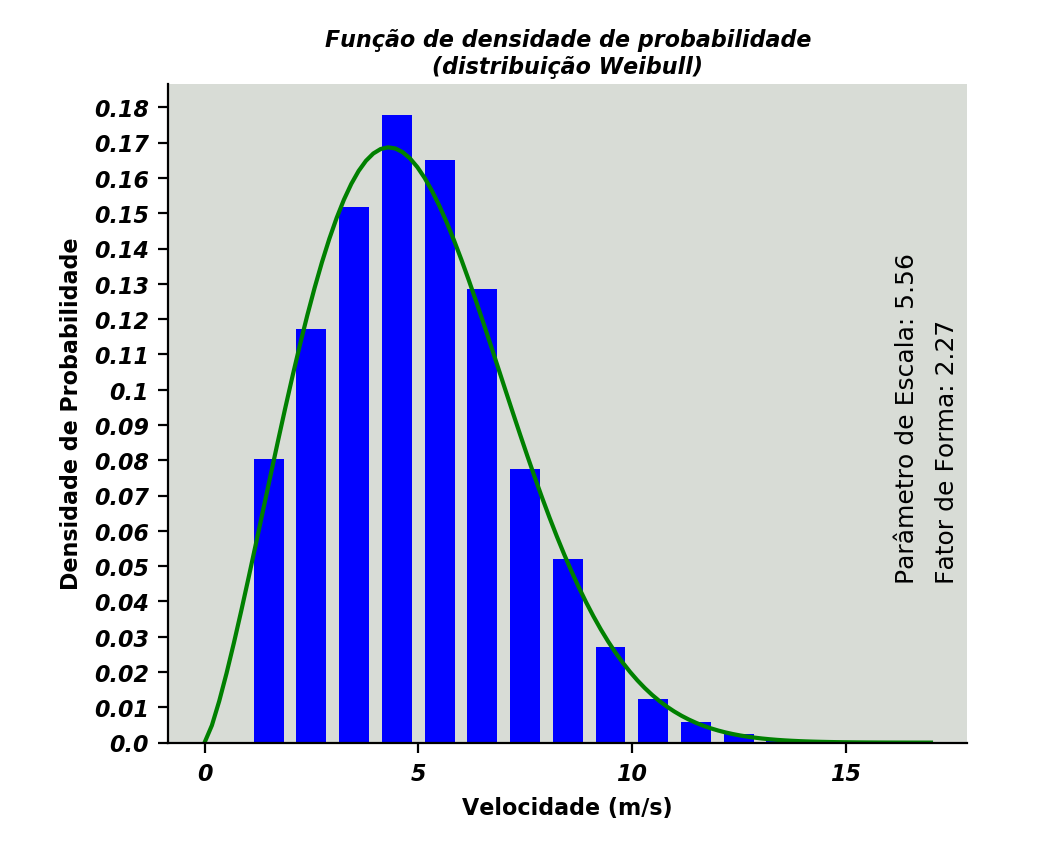 Função de densidade de probabilidade
(distribuição Weibull)
Densidade de Probabilidade
0.18
0.17
0.16
0.15
0.14
0.13
0.12
0.11
0.1
0.09
0.08
0.07
0.06
0.05
0.04
0.03
0.02
0.01
0.0
Parâmetro de Escala: 5.56
Fator de Forma: 2.27
0 5 10 15
Velocidade (m/s)